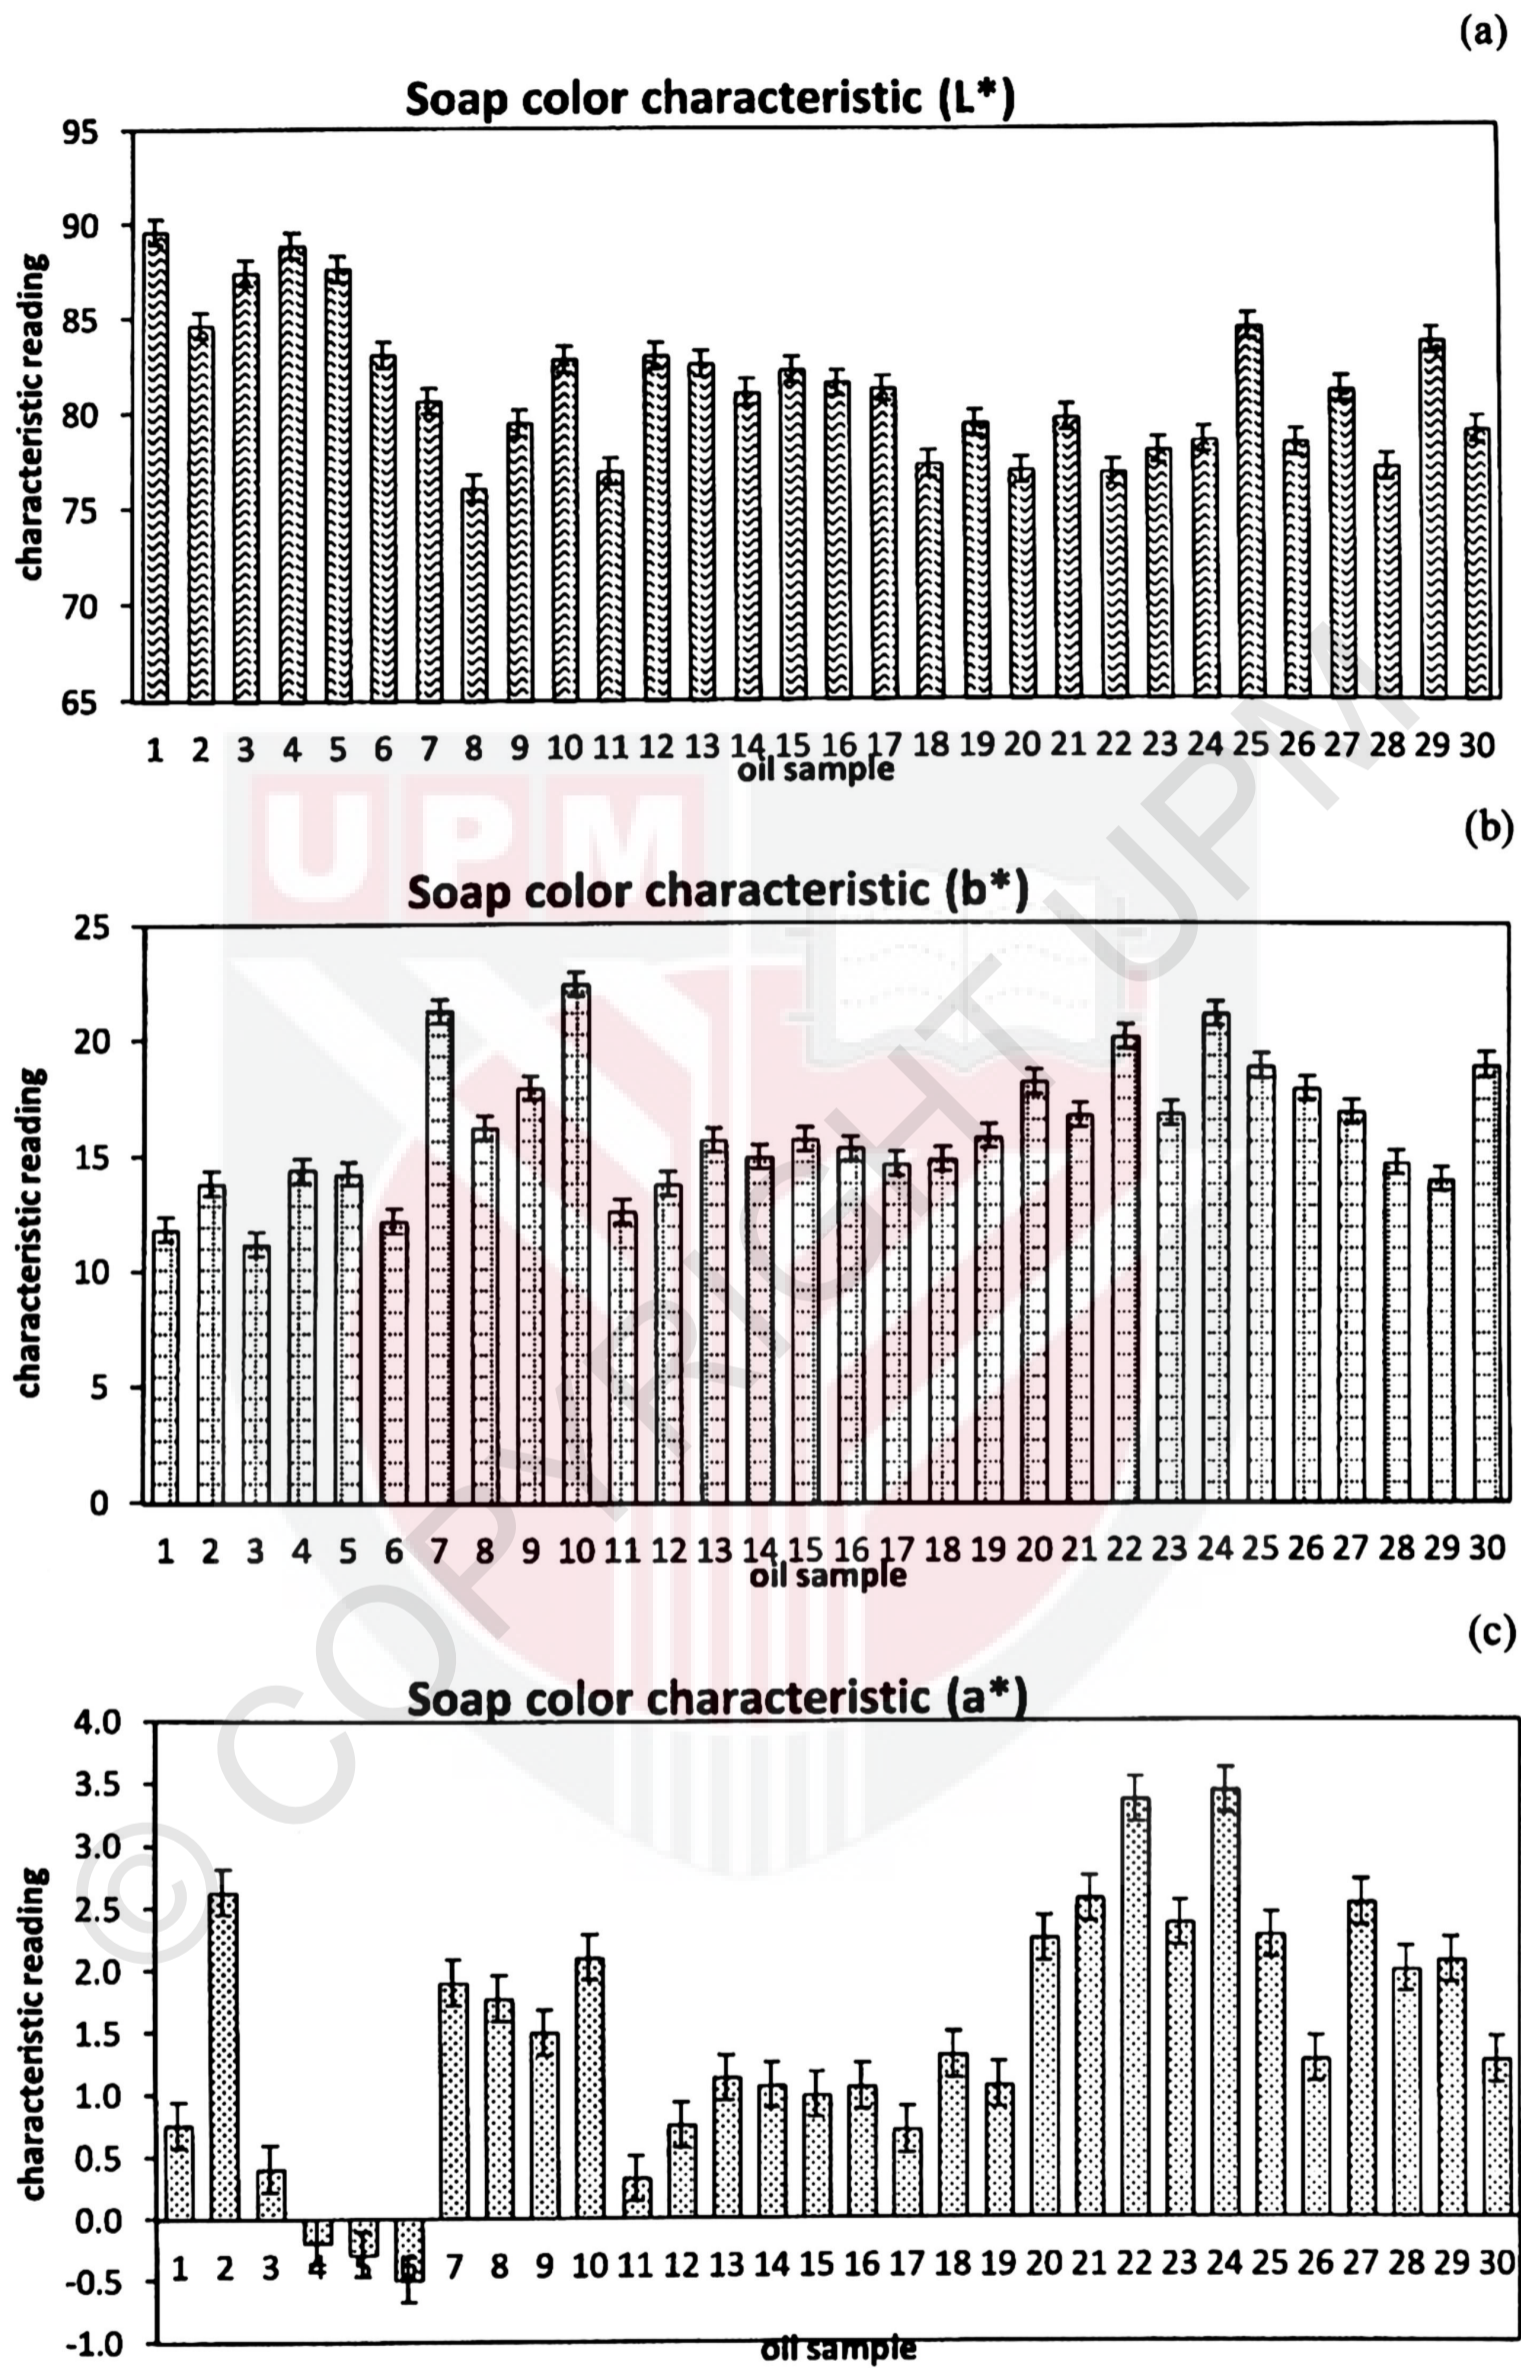 (a)
Soap color characteristic (L*)
characteristic reading
95
90
85
80
75
70
65
1 2 3 4 5 6 7 8 9 10 11 12 13 14 15 16 17 18 19 20 21 22 23 24 25 26 27 28 29 30
oil sample
UPM
(b)
Soap color characteristic (b*)
characteristic reading
25
20
15
10
5
0
1 2 3 4 5 6 7 8 9 10 11 12 13 14 15 16 17 18 19 20 21 22 23 24 25 26 27 28 29 30
oil sample
(c)
Soap color characteristic (a*)
characteristic reading
4.0
3.5
3.0
2.5
2.0
1.5
1.0
0.5
0.0
-0.5
-1.0
1 2 3 4 5 6 7 8 9 10 11 12 13 14 15 16 17 18 19 20 21 22 23 24 25 26 27 28 29 30
oil sample
© COPYRIGHT UPM